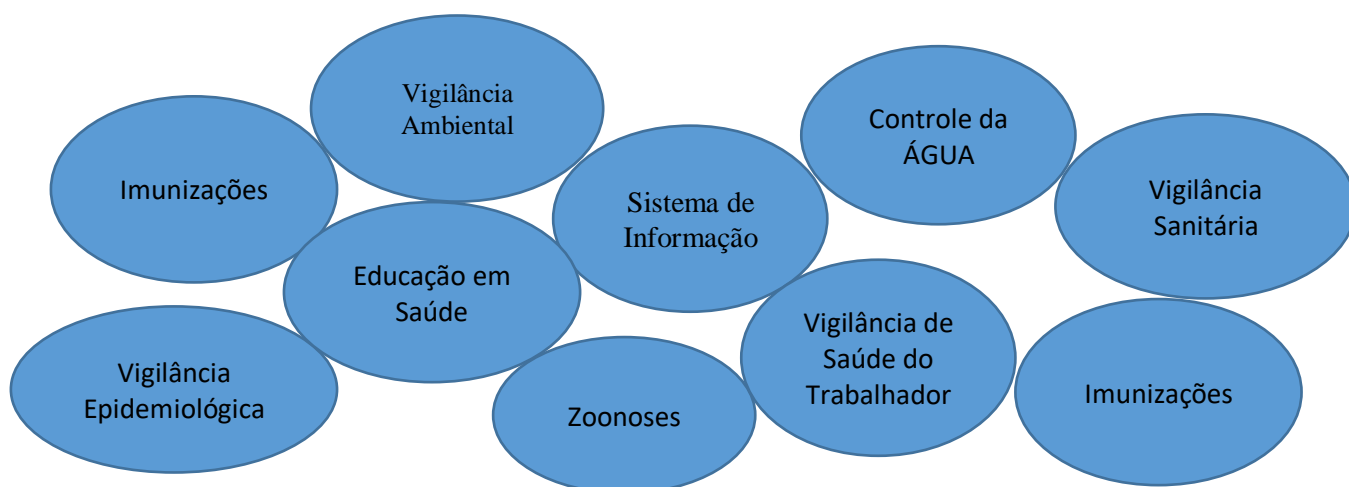 Vigilância
Ambiental
Controle da
ÁGUA
Imunizações
Sistema de
Informação
Vigilância
Sanitária
Educação em
Saúde
Vigilância de
Saúde do
Trabalhador
Vigilância
Epidemiológica
Zoonoses
Imunizações